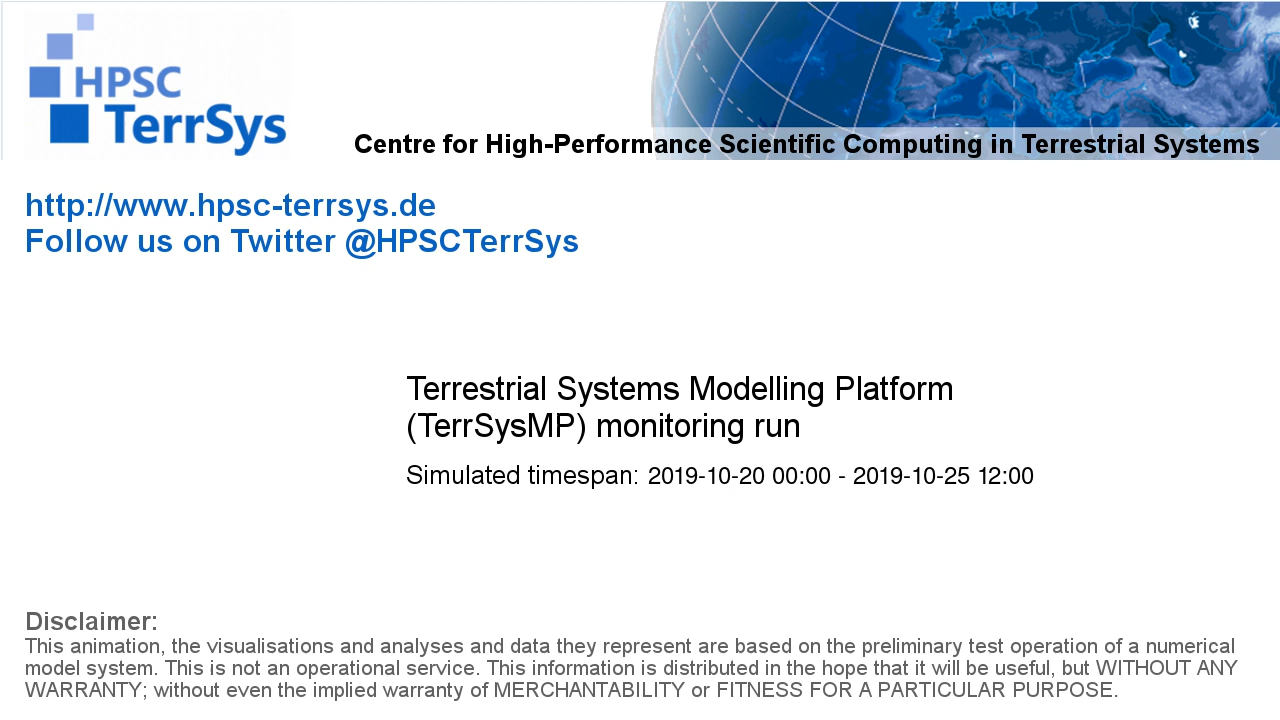 HPSC
TerrSys
Centre for High-Performance Scientific Computing in Terrestrial Systems
http://www.hpsc-terrsys.de
Follow us on Twitter @HPSCTerrSys
Terrestrial Systems Modelling Platform
(TerrSysMP) monitoring run
Simulated timespan: 2019-10-20 00:00 - 2019-10-25 12:00
Disclaimer:
This animation, the visualisations and analyses and data they represent are based on the preliminary test operation of a numerical
model system. This is not an operational service. This information is distributed in the hope that it will be useful, but WITHOUT ANY
WARRANTY; without even the implied warranty of MERCHANTABILITY or FITNESS FOR A PARTICULAR PURPOSE.